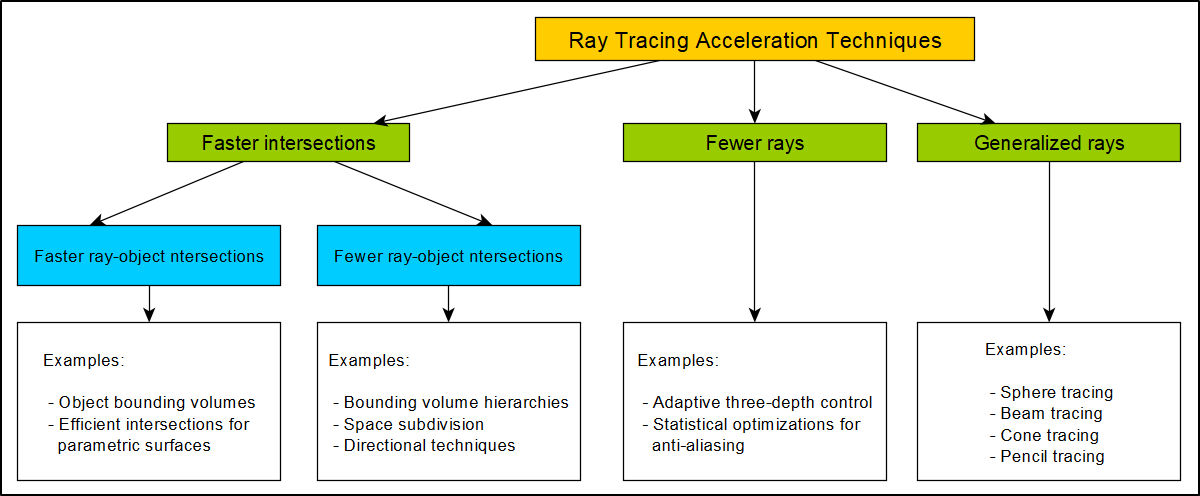 Ray Tracing Acceleration Techniques
Faster intersections
Fewer rays
Generalized rays
Faster ray-object ntersections
Fewer ray-object ntersections
Examples:
- Object bounding volumes
- Efficient intersections for
parametric surfaces
Examples:
- Bounding volume hierarchies
- Space subdivision
- Directional techniques
Examples:
- Adaptive three-depth control
- Statistical optimizations for
anti-aliasing
Examples:
- Sphere tracing
- Beam tracing
- Cone tracing
- Pencil tracing